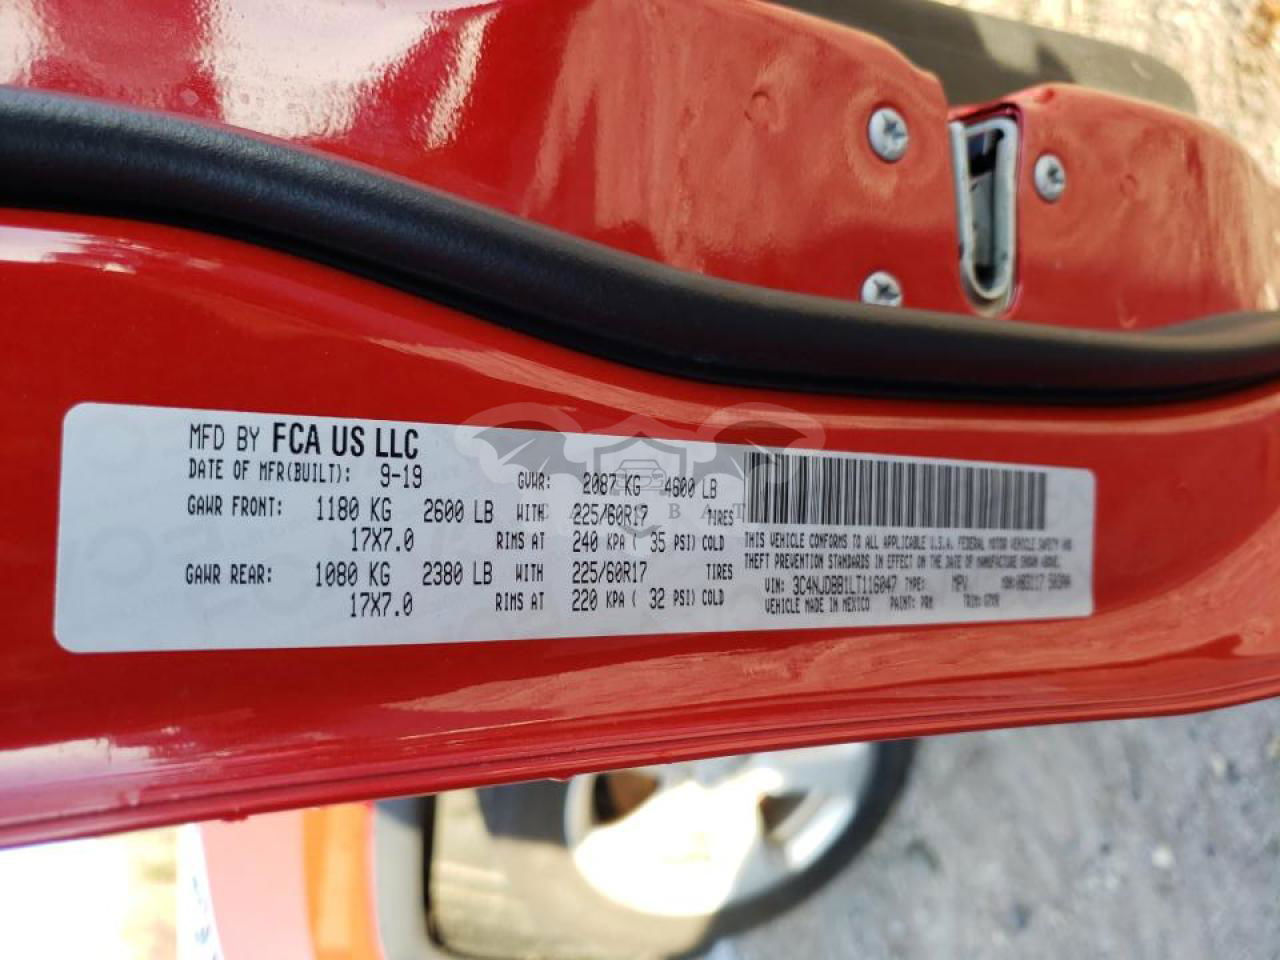 MFD BY FCA US LLC
DATE OF MFR(BUILT): 9-19 GVWR: 2087 KG 4600 LB
GAWR FRONT: 1180 KG 2600 LB WITH 225/60R17 TIRES
17X7.0 RIMS AT 240 KPA ( 35 PSI) COLD
GAWR REAR: 1080 KG 2380 LB WITH 225/60R17 TIRES
17X7.0 RIMS AT 220 KPA ( 32 PSI) COLD
THIS VEHICLE CONFORMS TO ALL APPLICABLE U.S.A. FEDERAL MOTOR VEHICLE SAFETY AND
THEFT PREVENTION STANDARDS IN EFFECT ON THE DATE OF MANUFACTURE SHOWN ABOVE.
VIN: 3C4NJDBB1LT116047 TYPE: MPV
VEHICLE MADE IN MEXICO PAINT: PRM TRIM:
CARSBAT